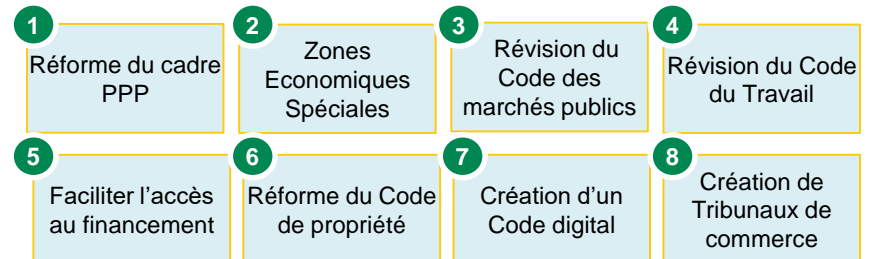 1
Réforme du cadre
PPP
2
Zones
Economiques
Spéciales
3
Révision du
Code des
marchés publics
4
Révision du Code
du Travail
5
Faciliter l’accès
au financement
6
Réforme du Code
de propriété
7
Création d’un
Code digital
8
Création de
Tribunaux de
commerce